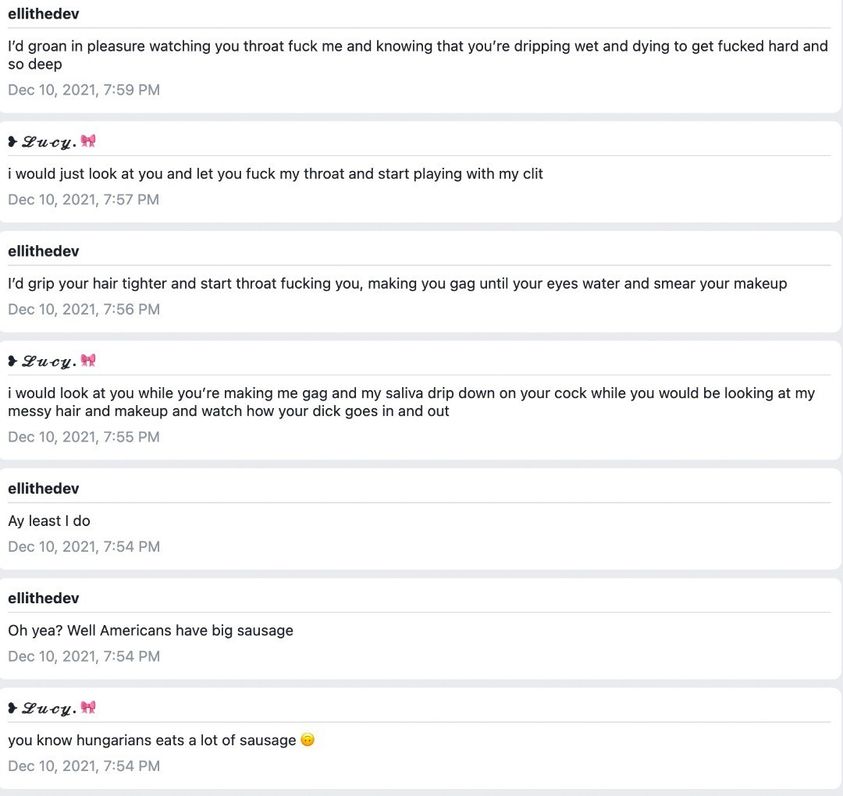 ellithedev
I’d groan in pleasure watching you throat fuck me and knowing that you’re dripping wet and dying to get fucked hard and
so deep
Dec 10, 2021, 7:59 PM
❥ 𝓛𝓾𝓬𝔂. 🎀
i would just look at you and let you fuck my throat and start playing with my clit
Dec 10, 2021, 7:57 PM
ellithedev
I’d grip your hair tighter and start throat fucking you, making you gag until your eyes water and smear your makeup
Dec 10, 2021, 7:56 PM
❥ 𝓛𝓾𝓬𝔂. 🎀
i would look at you while you’re making me gag and my saliva drip down on your cock while you would be looking at my
messy hair and makeup and watch how your dick goes in and out
Dec 10, 2021, 7:55 PM
ellithedev
Ay least I do
Dec 10, 2021, 7:54 PM
ellithedev
Oh yea? Well Americans have big sausage
Dec 10, 2021, 7:54 PM
❥ 𝓛𝓾𝓬𝔂. 🎀
you know hungarians eats a lot of sausage 🙃
Dec 10, 2021, 7:54 PM